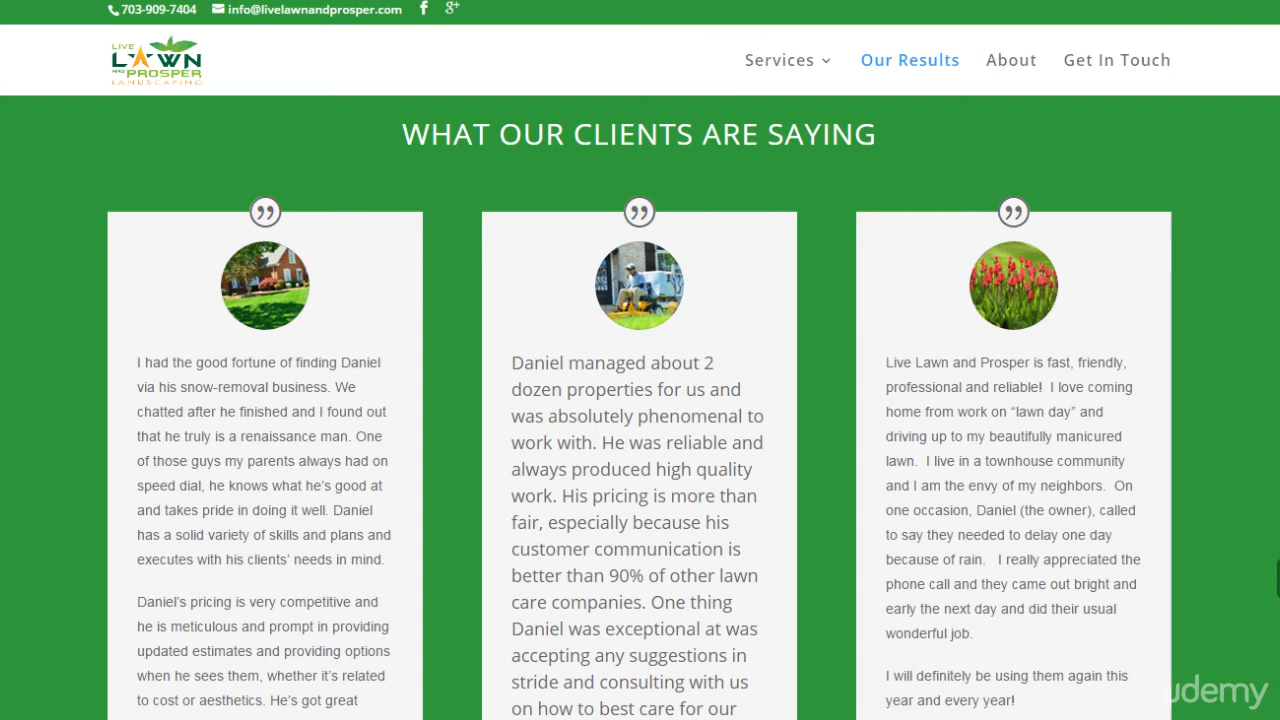 703-909-7404 info@livelawnandprosper.com
LIVE
LAWN
AND PROSPER
LANDSCAPING
Services Our Results About Get In Touch
WHAT OUR CLIENTS ARE SAYING
I had the good fortune of finding Daniel
via his snow-removal business. We
chatted after he finished and I found out
that he truly is a renaissance man. One
of those guys my parents always had on
speed dial, he knows what he’s good at
and takes pride in doing it well. Daniel
has a solid variety of skills and plans and
executes with his clients’ needs in mind.
Daniel’s pricing is very competitive and
he is meticulous and prompt in providing
updated estimates and providing options
when he sees them, whether it’s related
to cost or aesthetics. He’s got great
Daniel managed about 2
dozen properties for us and
was absolutely phenomenal to
work with. He was reliable and
always produced high quality
work. His pricing is more than
fair, especially because his
customer communication is
better than 90% of other lawn
care companies. One thing
Daniel was exceptional at was
accepting any suggestions in
stride and consulting with us
on how to best care for our
Live Lawn and Prosper is fast, friendly,
professional and reliable!  I love coming
home from work on “lawn day” and
driving up to my beautifully manicured
lawn.  I live in a townhouse community
and I am the envy of my neighbors.  On
one occasion, Daniel (the owner), called
to say they needed to delay one day
because of rain.   I really appreciated the
phone call and they came out bright and
early the next day and did their usual
wonderful job.
I will definitely be using them again this
year and every year!
udemy